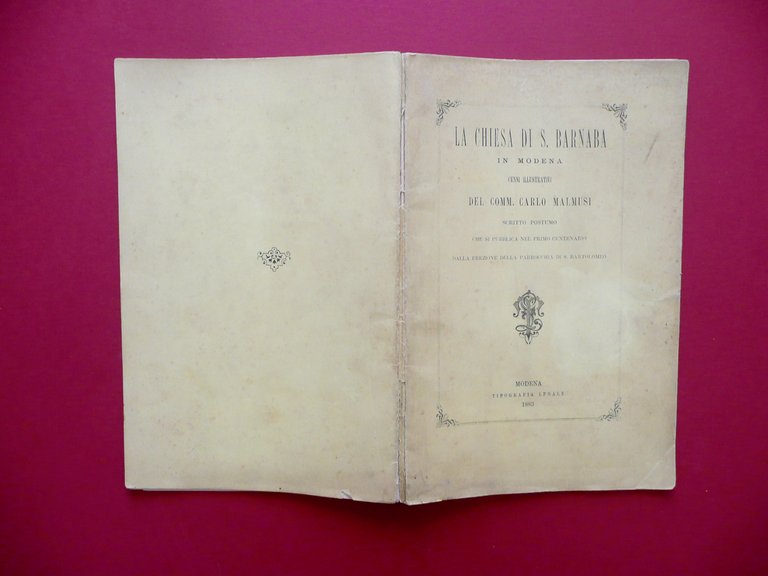 LA CHIESA DI S. BARNABA
IN MODENA
CENNI ILLUSTRATIVI
DEL COMM. CARLO MALMUSI
SCRITTO POSTUMO
CHE SI PUBBLICA NEL PRIMO CENTENARIO
DALLA EREZIONE DELLA PARROCCHIA DI S. BARTOLOMEO
MODENA
TIPOGRAFIA LEGALE
1883